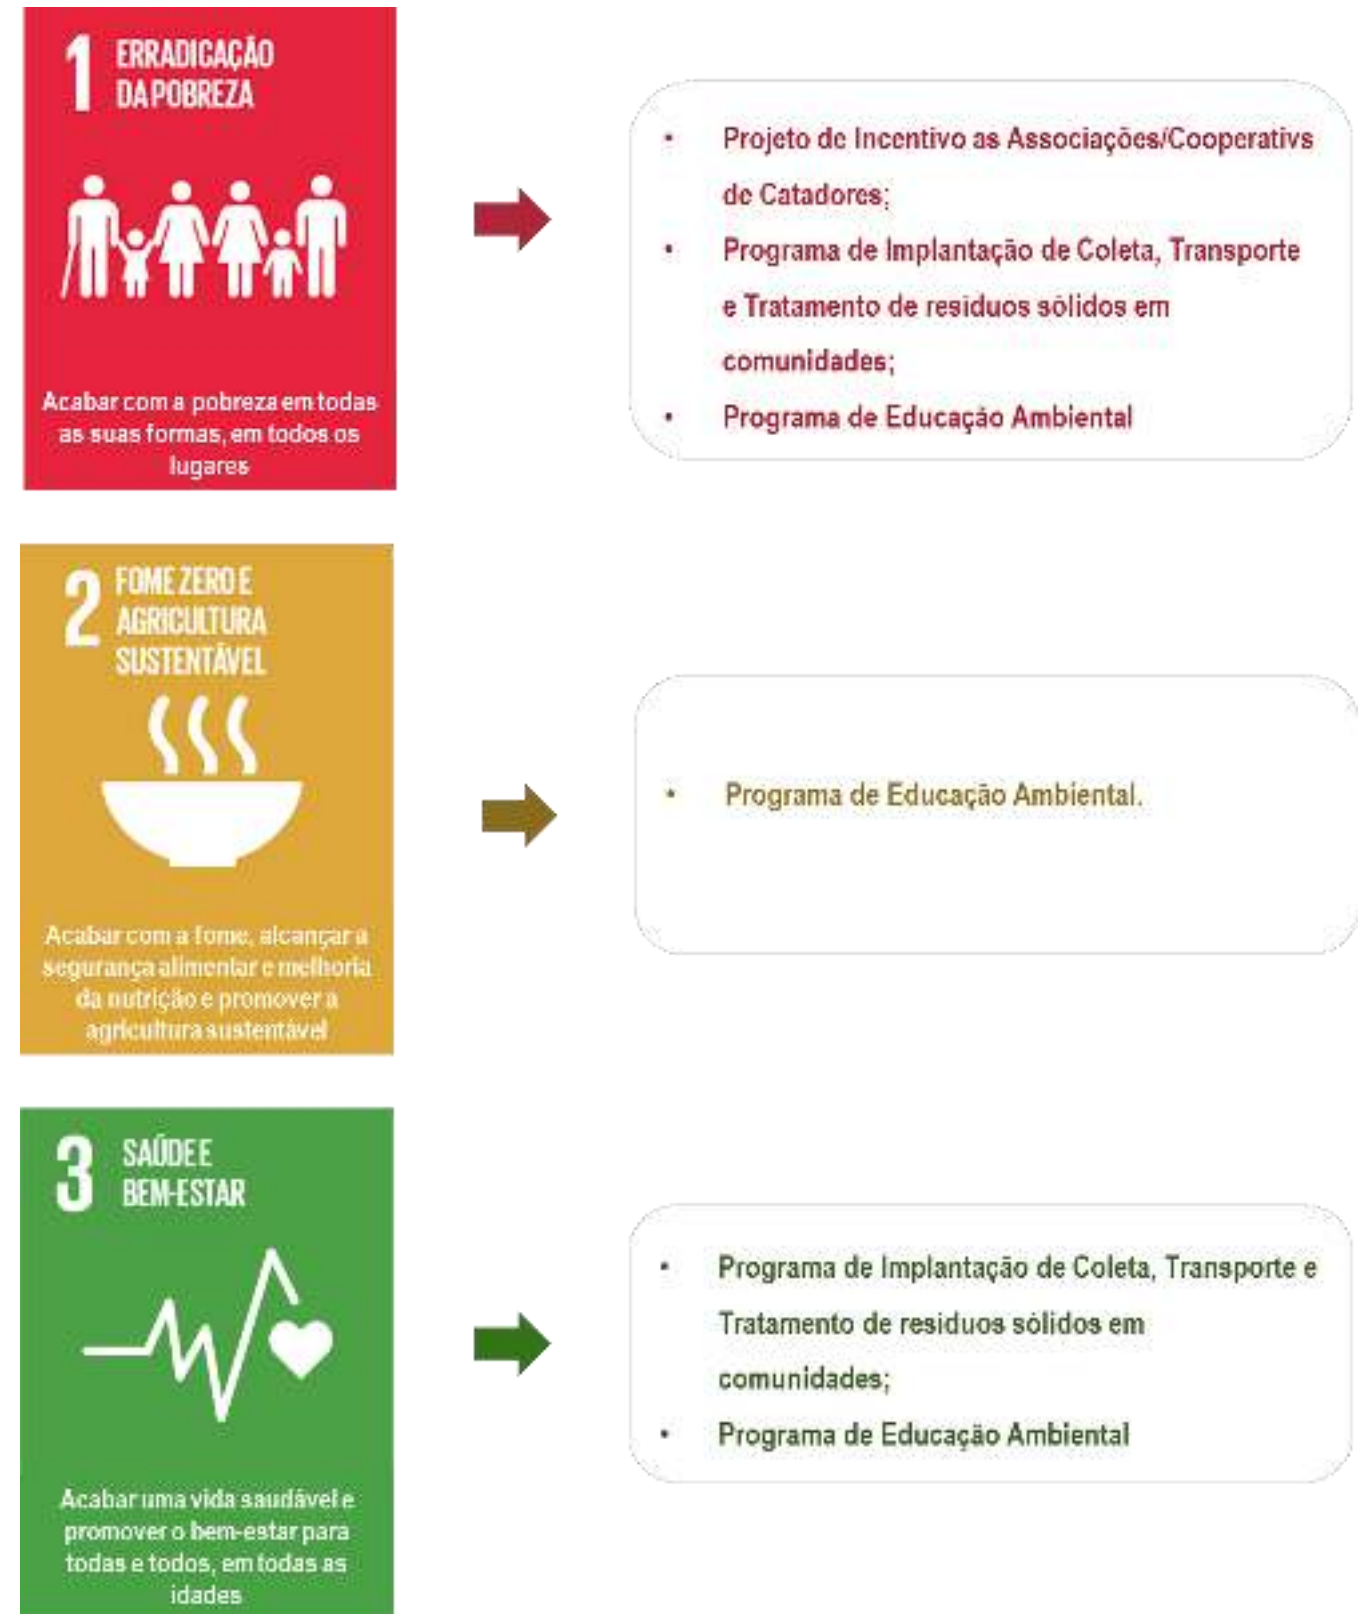 1 ERRADICAÇÃO
DA POBREZA
Acabar com a pobreza em todas
as suas formas, em todos os
lugares
• Projeto de Incentivo as Associações/Cooperativs
de Catadores;
• Programa de Implantação de Coleta, Transporte
e Tratamento de resíduos sólidos em
comunidades;
• Programa de Educação Ambiental
2 FOME ZERO E
AGRICULTURA
SUSTENTÁVEL
Acabar com a fome, alcançar a
segurança alimentar e melhoria
da nutrição e promover a
agricultura sustentável
• Programa de Educação Ambiental.
3 SAÚDE E
BEM-ESTAR
Acabar uma vida saudável e
promover o bem-estar para
todas e todos, em todas as
idades
• Programa de Implantação de Coleta, Transporte e
Tratamento de resíduos sólidos em
comunidades;
• Programa de Educação Ambiental